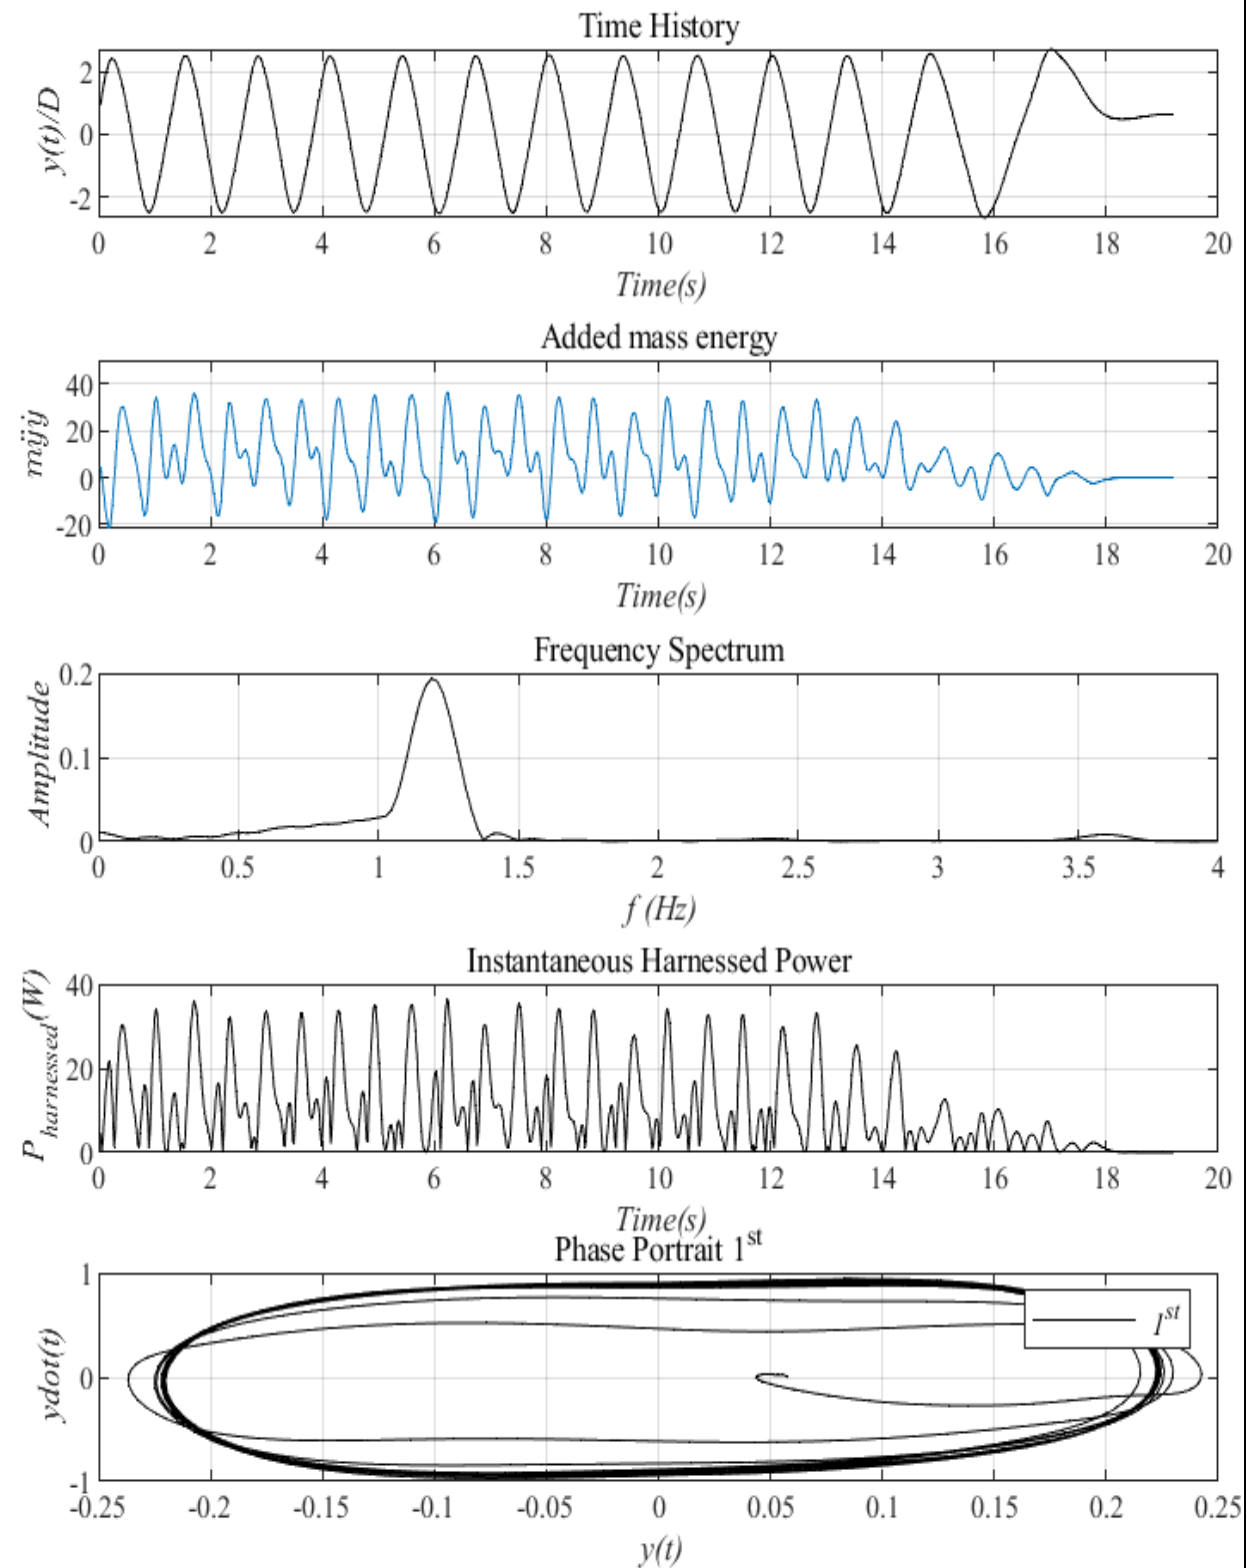 Time History
y(t)/D
2
0
-2
0 2 4 6 8 10 12 14 16 18 20
Time(s)
Added mass energy
mÿẏ
40
20
0
-20
0 2 4 6 8 10 12 14 16 18 20
Time(s)
Frequency Spectrum
Amplitude
0.2
0.1
0
0 0.5 1 1.5 2 2.5 3 3.5 4
f (Hz)
Instantaneous Harnessed Power
P harnessed(W)
40
20
0
0 2 4 6 8 10 12 14 16 18 20
Time(s)
Phase Portrait 1st
ydot(t)
1
0
-1
1st
-0.25 -0.2 -0.15 -0.1 -0.05 0 0.05 0.1 0.15 0.2 0.25
y(t)